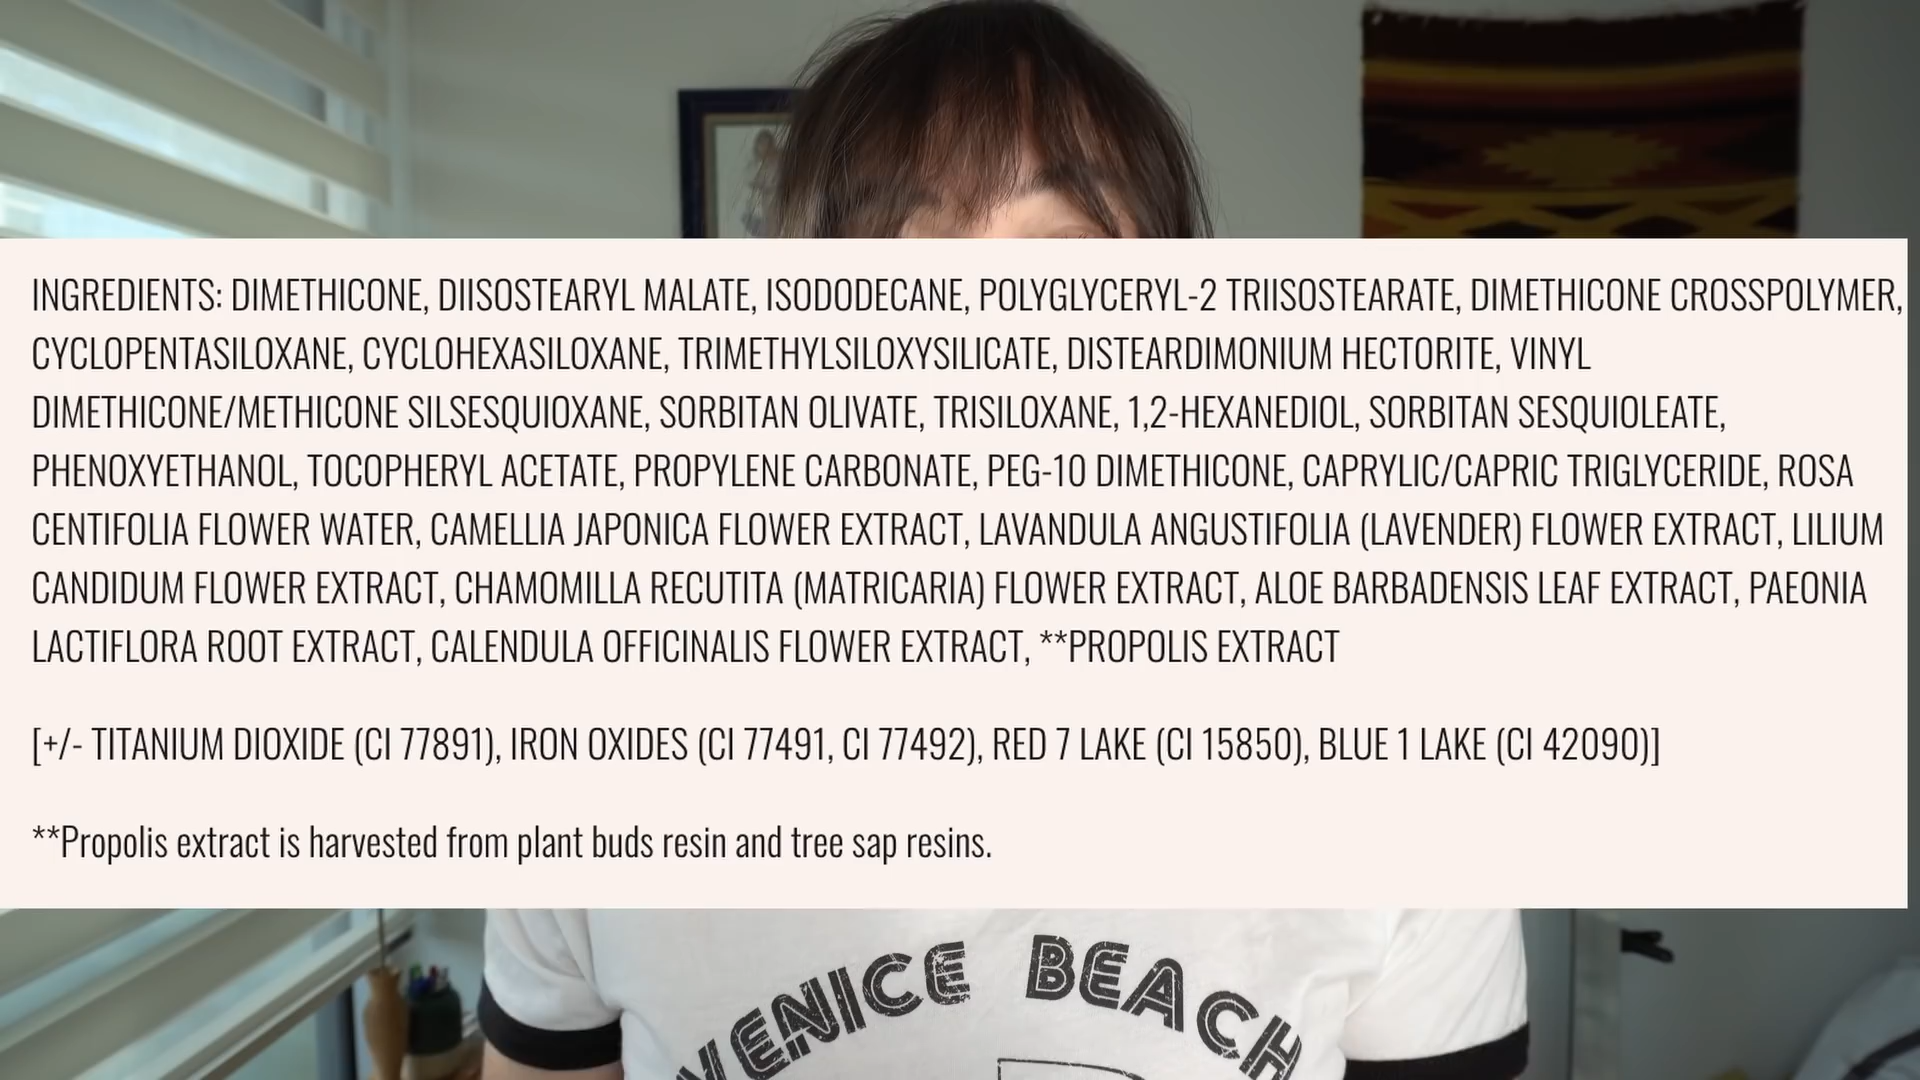 INGREDIENTS: DIMETHICONE, DIISOSTEARYL MALATE, ISODODECANE, POLYGLYCERYL-2 TRIISOSTEARATE, DIMETHICONE CROSSPOLYMER,
CYCLOPENTASILOXANE, CYCLOHEXASILOXANE, TRIMETHYLSILOXYSILICATE, DISTEARDIMONIUM HECTORITE, VINYL
DIMETHICONE/METHICONE SILSESQUIOXANE, SORBITAN OLIVATE, TRISILOXANE, 1,2-HEXANEDIOL, SORBITAN SESQUIOLEATE,
PHENOXYETHANOL, TOCOPHERYL ACETATE, PROPYLENE CARBONATE, PEG-10 DIMETHICONE, CAPRYLIC/CAPRIC TRIGLYCERIDE, ROSA
CENTIFOLIA FLOWER WATER, CAMELLIA JAPONICA FLOWER EXTRACT, LAVANDULA ANGUSTIFOLIA (LAVENDER) FLOWER EXTRACT, LILIUM
CANDIDUM FLOWER EXTRACT, CHAMOMILLA RECUTITA (MATRICARIA) FLOWER EXTRACT, ALOE BARBADENSIS LEAF EXTRACT, PAEONIA
LACTIFLORA ROOT EXTRACT, CALENDULA OFFICINALIS FLOWER EXTRACT, **PROPOLIS EXTRACT
[+/- TITANIUM DIOXIDE (CI 77891), IRON OXIDES (CI 77491, CI 77492), RED 7 LAKE (CI 15850), BLUE 1 LAKE (CI 42090)]
**Propolis extract is harvested from plant buds resin and tree sap resins.
VENICE BEACH